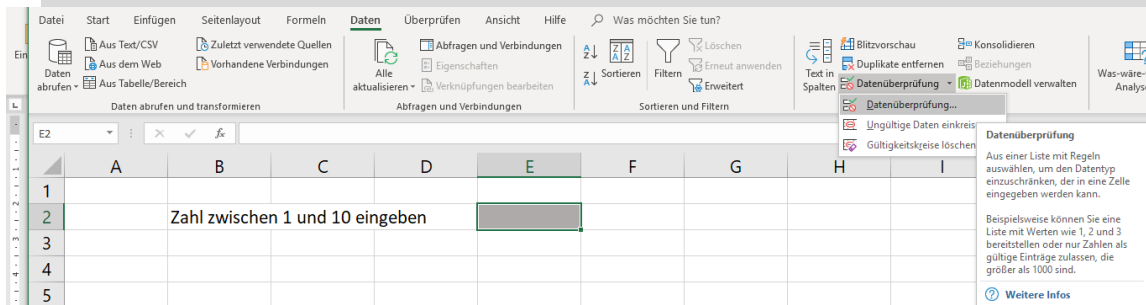 Datei Start Einfügen Seitenlayout Formeln Daten Überprüfen Ansicht Hilfe Was möchten Sie tun?
Ein
Daten abrufen
Aus Text/CSV
Aus dem Web
Aus Tabelle/Bereich
Zuletzt verwendete Quellen
Vorhandene Verbindungen
Daten abrufen und transformieren
Alle aktualisieren
Abfragen und Verbindungen
Eigenschaften
Verknüpfungen bearbeiten
Abfragen und Verbindungen
Sortieren
Filtern
Löschen
Erneut anwenden
Erweitert
Sortieren und Filtern
Text in Spalten
Blitzvorschau
Duplikate entfernen
Datenüberprüfung
Konsolidieren
Beziehungen
Datenmodell verwalten
Was-wäre-
Analys
Datenüberprüfung...
Ungültige Daten einkreis
Gültigkeitskreise löschen
Datenüberprüfung
Aus einer Liste mit Regeln
auswählen, um den Datentyp
einzuschränken, der in eine Zelle
eingegeben werden kann.
Beispielsweise können Sie eine
Liste mit Werten wie 1, 2 und 3
bereitstellen oder nur Zahlen als
gültige Einträge zulassen, die
größer als 1000 sind.
Weitere Infos
E2 fx
A B C D E F G H I
1
2 Zahl zwischen 1 und 10 eingeben
3
4
5